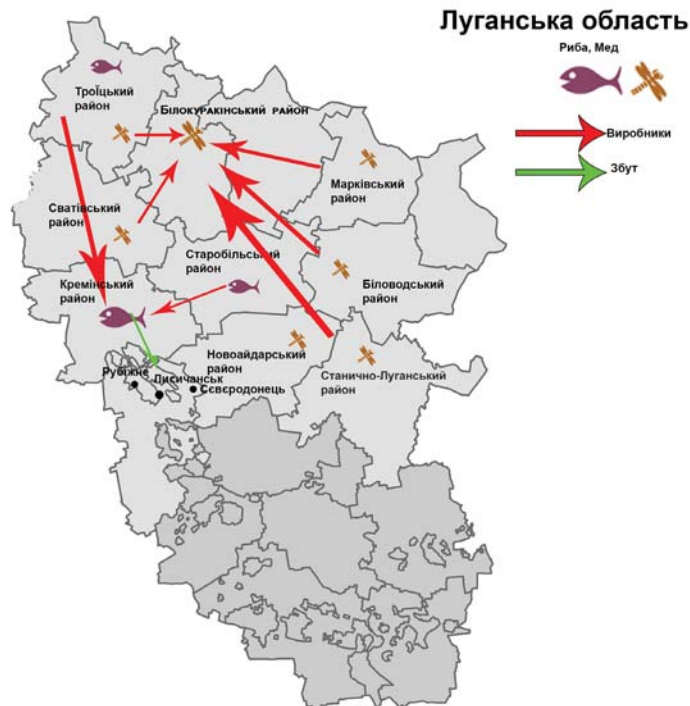 Луганська область
Риба, Мед
Виробники
Збут
Троїцький
район
БІЛОКУРАКІНСЬКИЙ РАЙОН
Марківський
район
Сватівський
район
Старобільський
район
Біловодський
район
Кремінський
район
Новоайдарський
район
Станично-Луганський
район
Рубіжне
Лисичанськ
Сєвєродонець